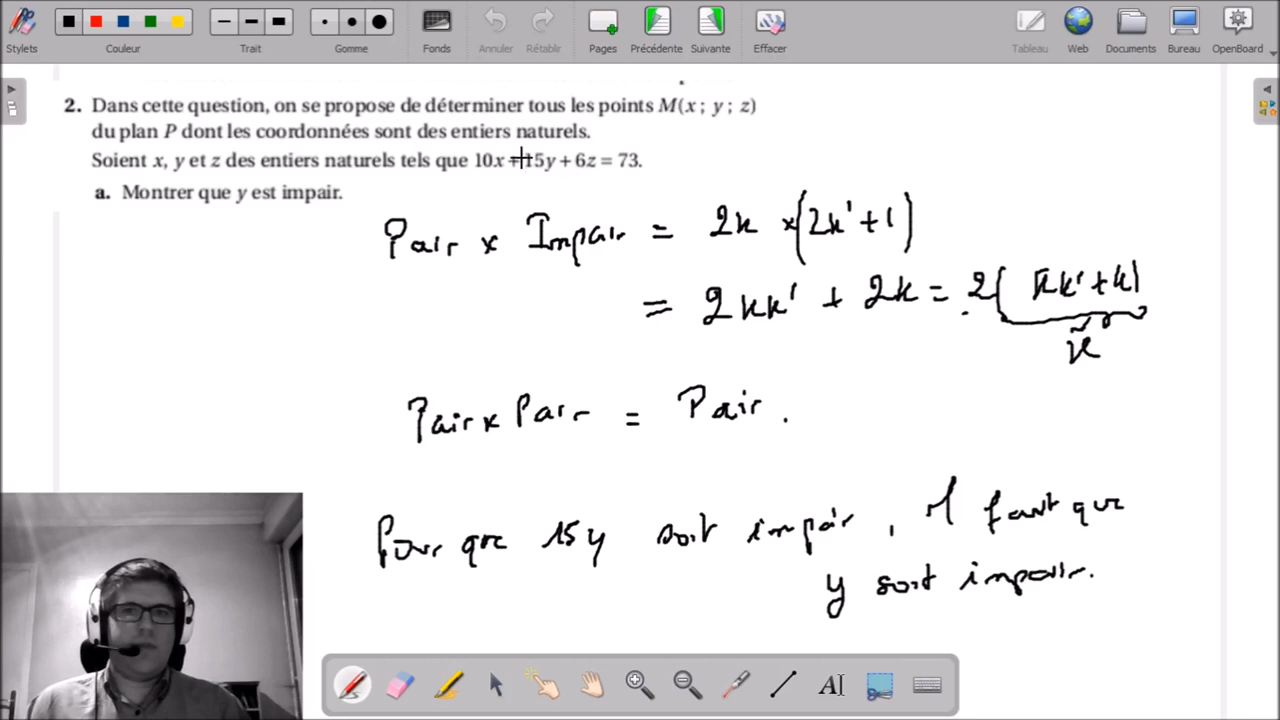 Stylets
Couleur
Trait
Gomme
Fonds
Annuler
Rétablir
Pages
Précédente
Suivante
Effacer
Tableau
Web
Documents
Bureau
OpenBoard
2. Dans cette question, on se propose de déterminer tous les points M(x ; y ; z)
du plan P dont les coordonnées sont des entiers naturels.
Soient x, y et z des entiers naturels tels que 10x + 15y + 6z = 73.
a. Montrer que y est impair.
Pair x Impair = 2k x (2k' + 1)
= 2kk' + 2k = 2( kk' + k)
Pair x Pair = Pair.
Pour que 15y soit impair, il faut que
y soit impair.
AI